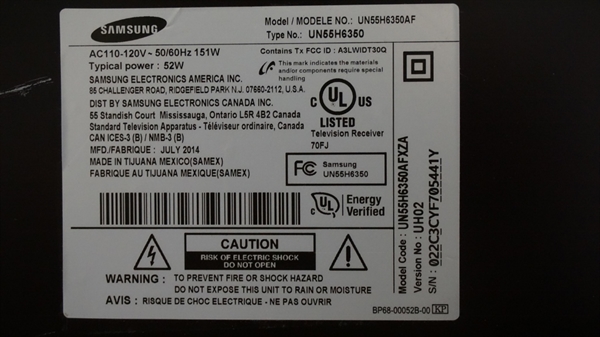 SAMSUNG
Model / MODELE NO.: UN55H6350AF
Type No.: UN55H6350
AC110-120V~ 50/60Hz 151W
Typical power : 52W
Contains Tx FCC ID : A3LWIDT30Q
This mark indicates the materials
and/or components require special
handling.
SAMSUNG ELECTRONICS AMERICA INC.
85 CHALLENGER ROAD, RIDGEFIELD PARK N.J. 07660-2112, U.S.A.
DIST BY SAMSUNG ELECTRONICS CANADA INC.
55 Standish Court Mississauga, Ontario L5R 4B2 Canada
Standard Television Apparatus - Téléviseur ordinaire, Canada
CAN ICES-3 (B) / NMB-3 (B)
MFD/FABRIQUE : JULY 2014
MADE IN TIJUANA MEXICO(SAMEX)
FABRIQUE AU TIJANA MEXIQUE(SAMEX)
C UL US
LISTED
Television Receiver
70FJ
FC Samsung
UN55H6350
C UL Energy
Verified
CAUTION
RISK OF ELECTRIC SHOCK
DO NOT OPEN
WARNING : TO PREVENT FIRE OR SHOCK HAZARD
DO NOT EXPOSE THIS UNIT TO RAIN OR MOISTURE
AVIS : RISQUE DE CHOC ELECTRIQUE - NE PAS OUVRIR
BP68-00052B-00 KP
Model Code : UN55H6350AFXZA
Version No : UH02
S/N : 022C3CYF705441Y